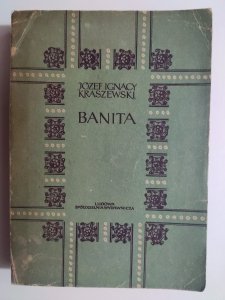 JÓZEF IGNACY
KRASZEWSKI
BANITA
LUDOWA
SPÓŁDZIELNIA WYDAWNICZA